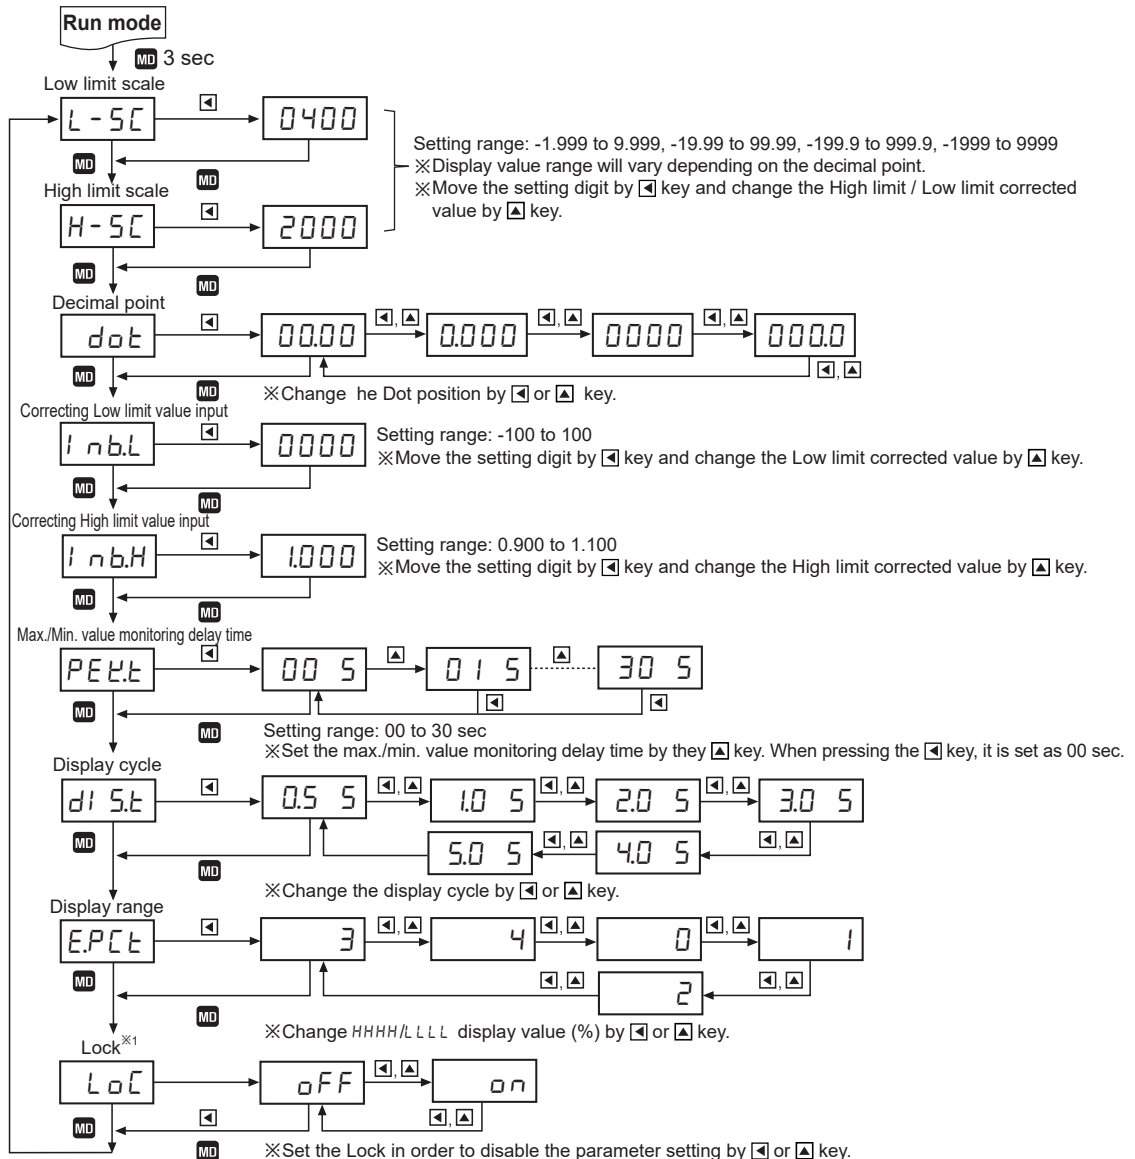 Run mode
MD 3 sec
Low limit scale
L-SC ◀ 0400
Setting range: -1.999 to 9.999, -19.99 to 99.99, -199.9 to 999.9, -1999 to 9999
※Display value range will vary depending on the decimal point.
※Move the setting digit by ◀ key and change the High limit / Low limit corrected
value by ▲ key.
MD MD
High limit scale
H-SC ◀ 2000
MD MD
Decimal point
dot ◀ 00.00 ◀, ▲ 0.000 ◀, ▲ 0000 ◀, ▲ 000.0
◀, ▲
MD MD
※Change he Dot position by ◀ or ▲ key.
Correcting Low limit value input
Inb.L ◀ 0000
Setting range: -100 to 100
※Move the setting digit by ◀ key and change the Low limit corrected value by ▲ key.
MD MD
Correcting High limit value input
Inb.H ◀ 1.000
Setting range: 0.900 to 1.100
※Move the setting digit by ◀ key and change the High limit corrected value by ▲ key.
MD MD
Max./Min. value monitoring delay time
PEK.t ◀ 00 S ▲ 01 S ▲ 30 S
◀ ◀
MD MD
Setting range: 00 to 30 sec
※Set the max./min. value monitoring delay time by they ▲ key. When pressing the ◀ key, it is set as 00 sec.
Display cycle
dIS.t ◀ 0.5 S ◀, ▲ 1.0 S ◀, ▲ 2.0 S ◀, ▲ 3.0 S
MD 5.0 S ◀, ▲ 4.0 S ◀, ▲
MD
※Change the display cycle by ◀ or ▲ key.
Display range
E.PCt ◀ 3 ◀, ▲ 4 ◀, ▲ 0 ◀, ▲ 1
MD ◀, ▲ 2 ◀, ▲
MD
※Change HHHH/LLLL display value (%) by ◀ or ▲ key.
Lock※1
LoC oFF ◀, ▲ on
MD ◀ ◀, ▲
MD
※Set the Lock in order to disable the parameter setting by ◀ or ▲ key.